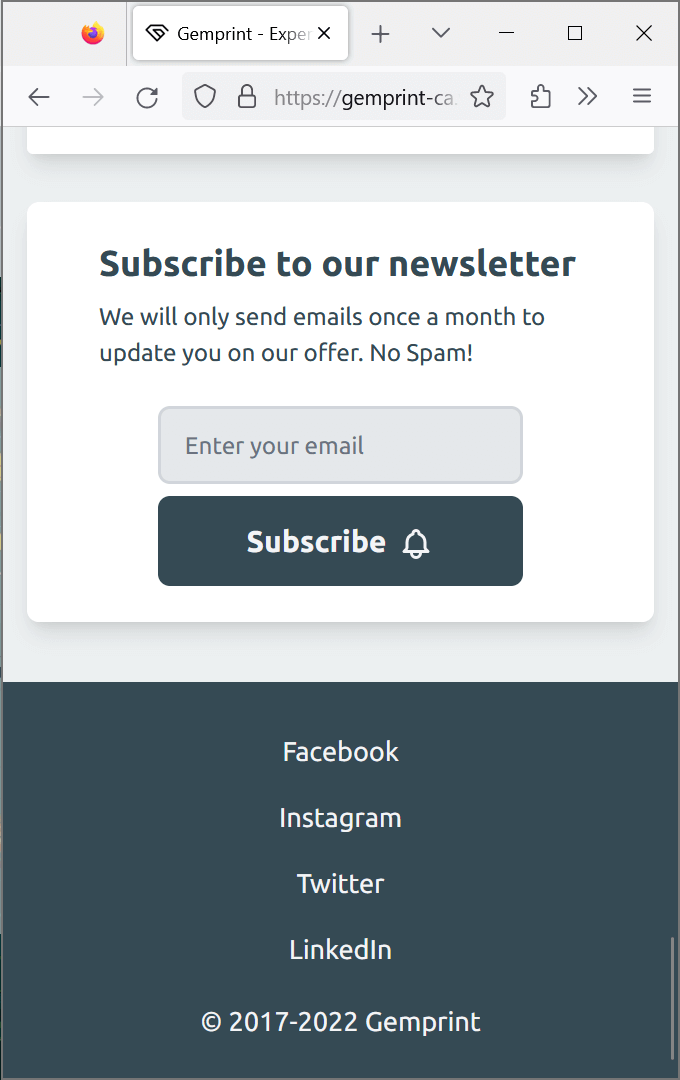 Gemprint - Exper
https://gemprint-ca
Subscribe to our newsletter
We will only send emails once a month to
update you on our offer. No Spam!
Enter your email
Subscribe
Facebook
Instagram
Twitter
LinkedIn
© 2017-2022 Gemprint